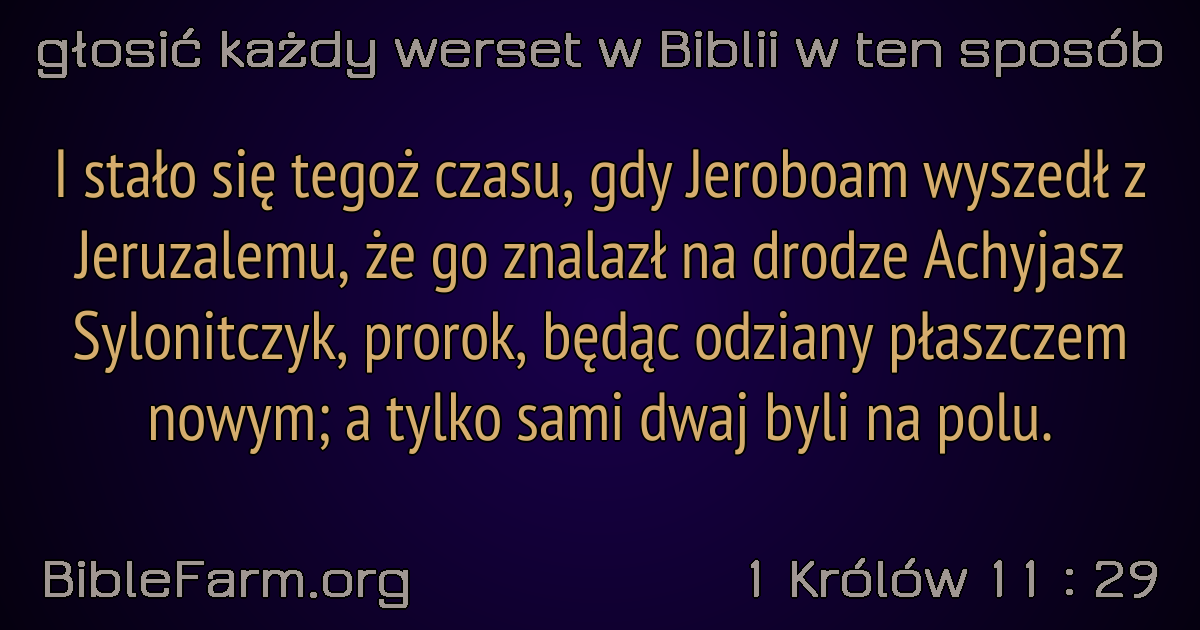 głosić każdy werset w Biblii w ten sposób
I stało się tegoż czasu, gdy Jeroboam wyszedł z
Jeruzalemu, że go znalazł na drodze Achyjasz
Sylonitczyk, prorok, będąc odziany płaszczem
nowym; a tylko sami dwaj byli na polu.
BibleFarm.org
1 Królów 11 : 29